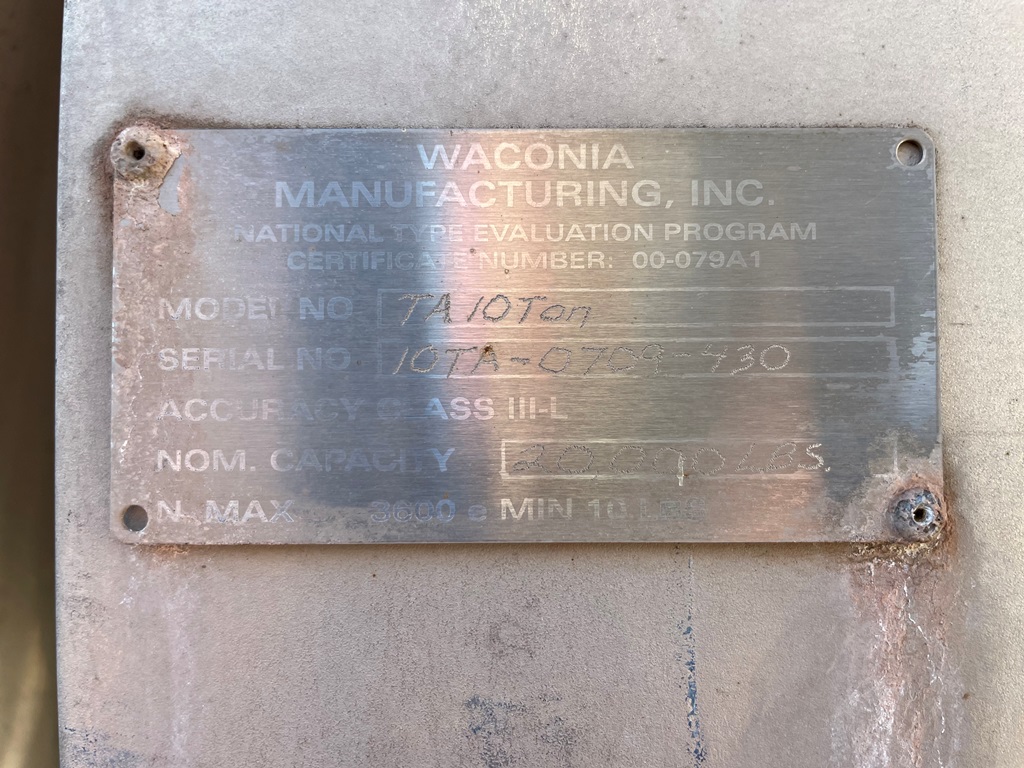 WACONIA
MANUFACTURING, INC.
NATIONAL TYPE EVALUATION PROGRAM
CERTIFICATE NUMBER: 00-079A1
MODEL NO. TA 10Ton
SERIAL NO. 10TA-0709-430
ACCURACY CLASS III-L
NOM. CAPACITY 20,000 LBS.
N. MAX 3600 e MIN 10 LBS